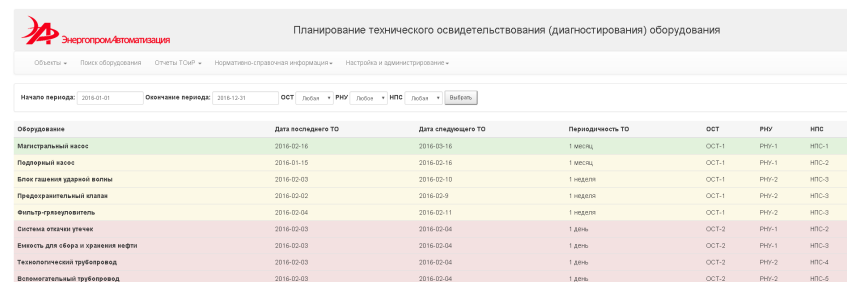 ЭнергопромАвтоматизация
Планирование технического освидетельствования (диагностирования) оборудования
Объекты Поиск оборудования Отчеты ТОиР Нормативно-справочная информация Настройка и администрирование
Начало периода: 2016-01-01 Окончание периода: 2016-12-31 ОСТ Любая РНУ Любое НПС Любая Выбрать
Оборудование Дата последнего ТО Дата следующего ТО Периодичность ТО ОСТ РНУ НПС
Магистральный насос 2016-02-16 2016-03-16 1 месяц ОСТ-1 РНУ-1 НПС-1
Подпорный насос 2016-01-15 2016-02-16 1 месяц ОСТ-1 РНУ-1 НПС-2
Блок гашения ударной волны 2016-02-03 2016-02-10 1 неделя ОСТ-1 РНУ-2 НПС-3
Предохранительный клапан 2016-02-02 2016-02-9 1 неделя ОСТ-1 РНУ-2 НПС-3
Фильтр-грязеуловитель 2016-02-04 2016-02-11 1 неделя ОСТ-1 РНУ-2 НПС-3
Система откачки утечек 2016-02-03 2016-02-04 1 день ОСТ-2 РНУ-1 НПС-2
Емкость для сбора и хранения нефти 2016-02-03 2016-02-04 1 день ОСТ-2 РНУ-1 НПС-3
Технологический трубопровод 2016-02-03 2016-02-04 1 день ОСТ-2 РНУ-2 НПС-4
Вспомогательный трубопровод 2016-02-03 2016-02-04 1 день ОСТ-2 РНУ-2 НПС-5